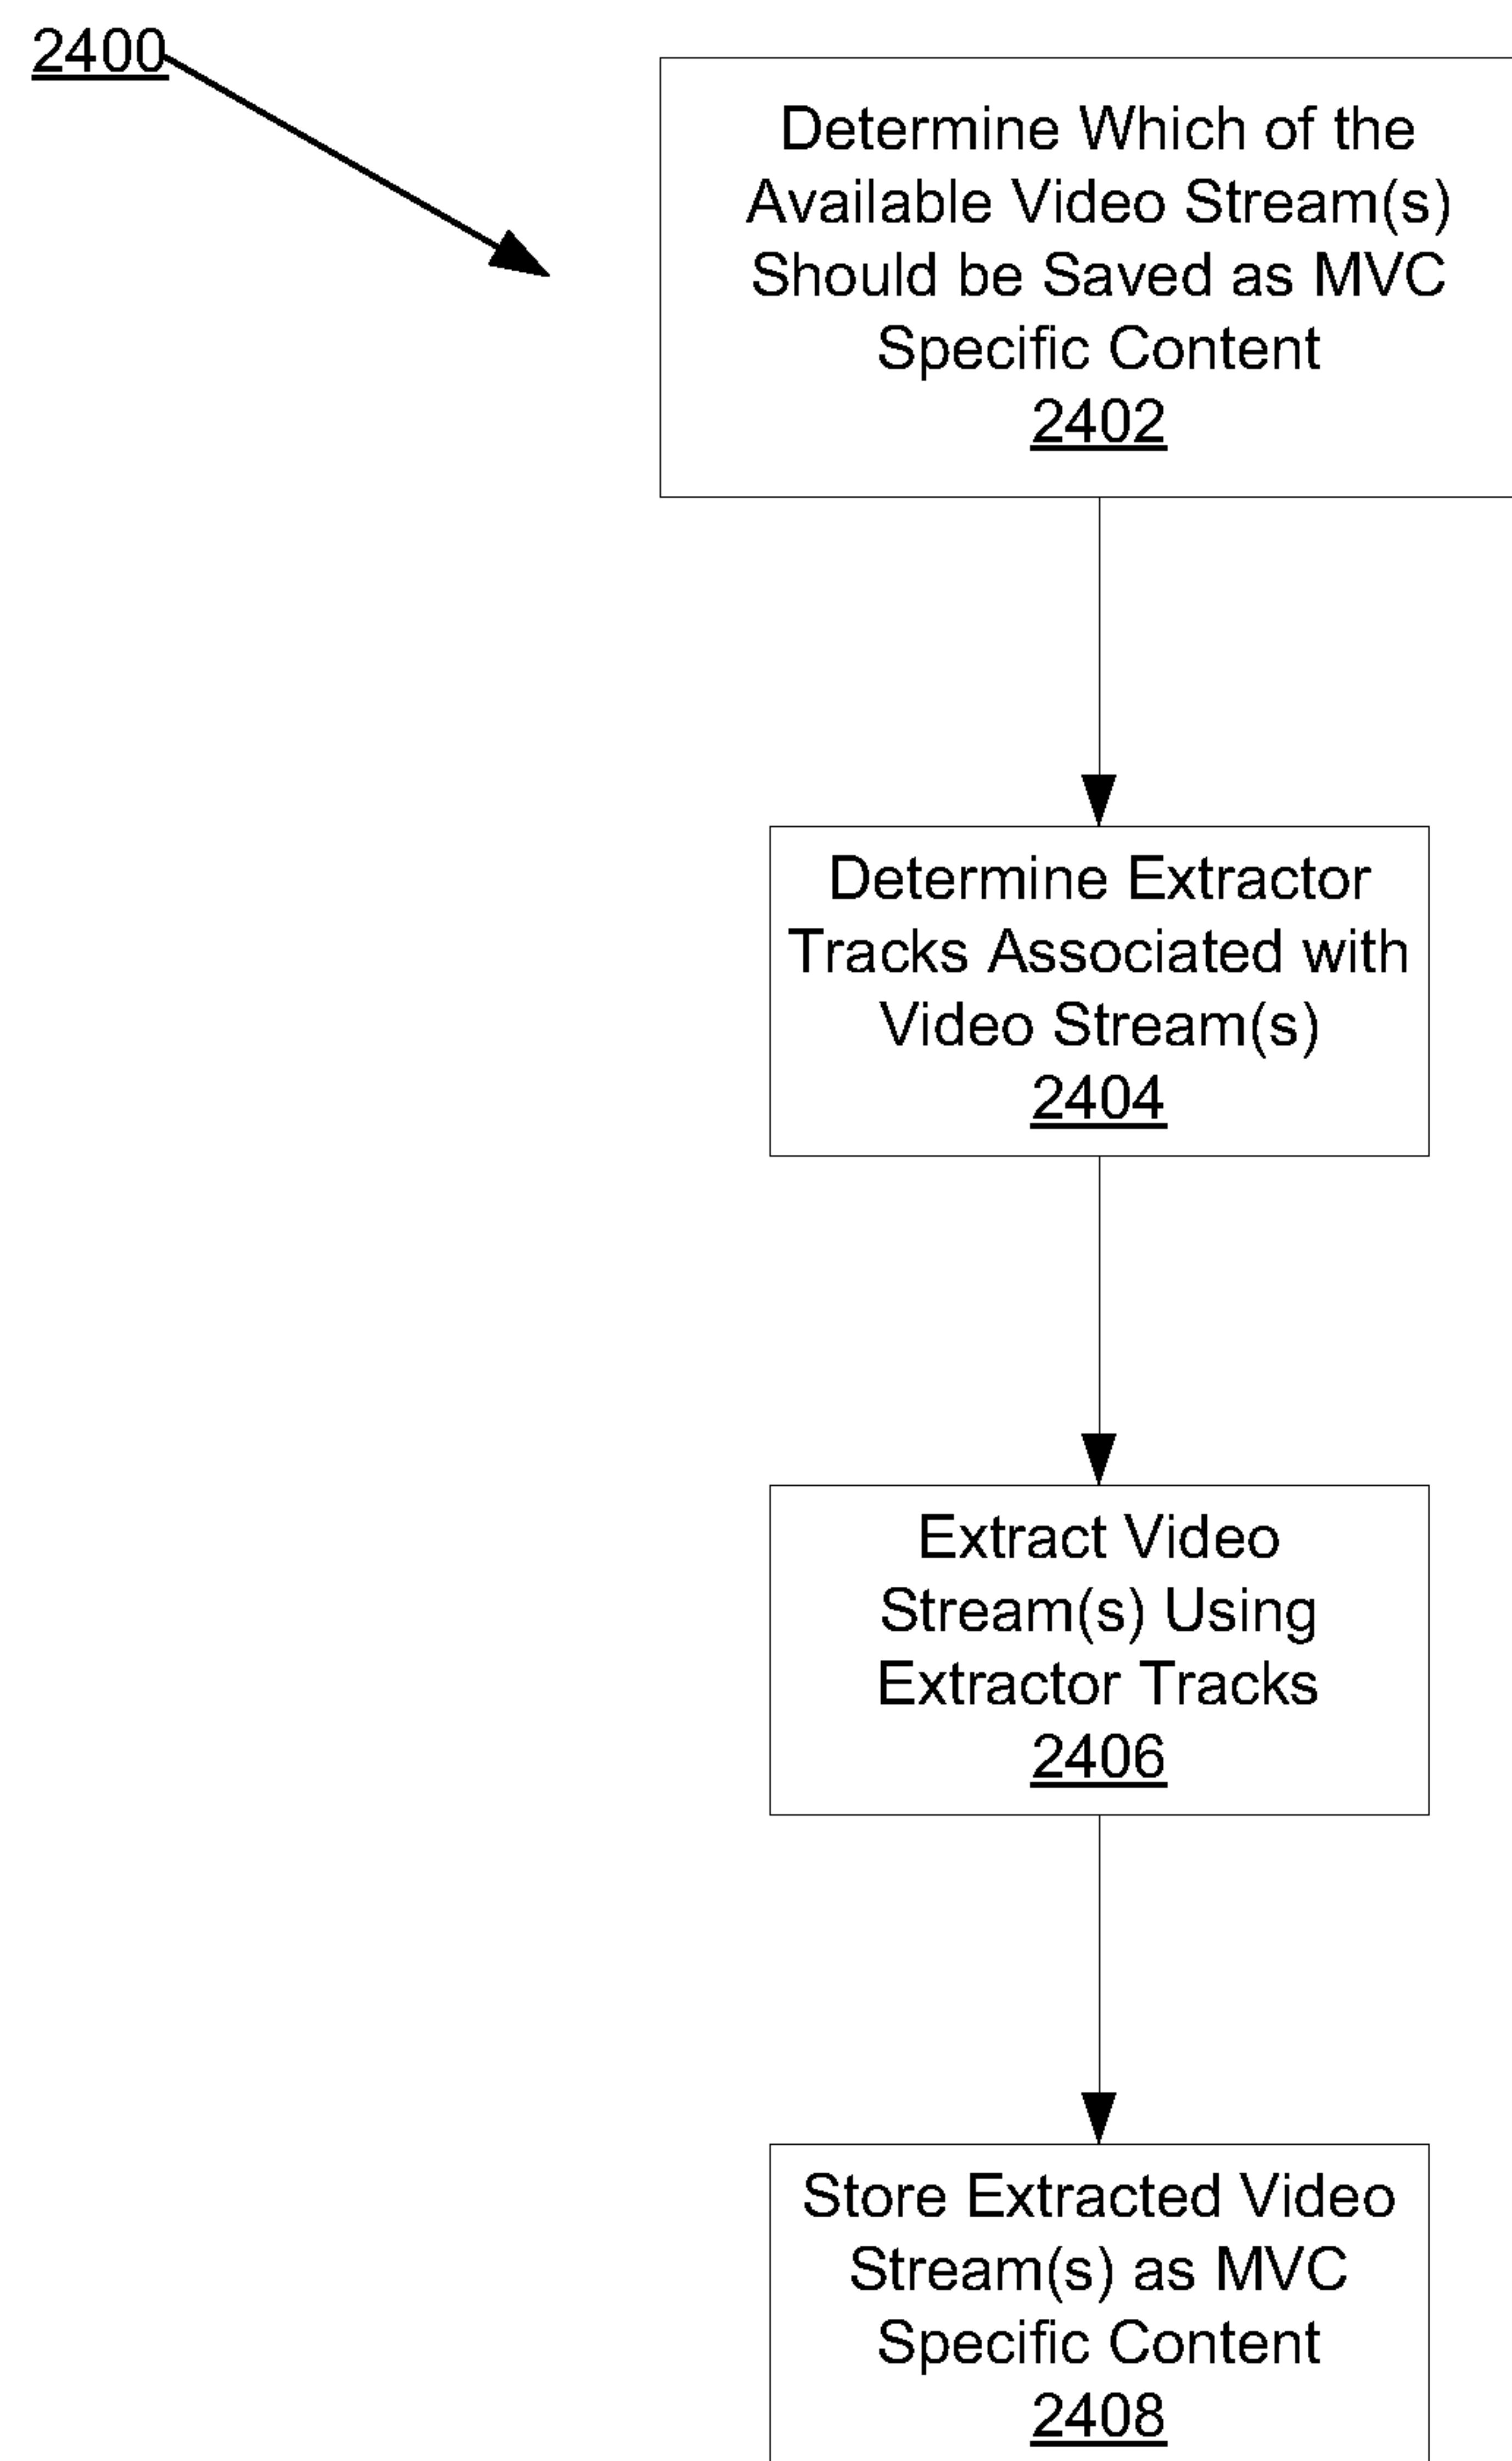 2400
Determine Which of the
Available Video Stream(s)
Should be Saved as MVC
Specific Content
2402
Determine Extractor
Tracks Associated with
Video Stream(s)
2404
Extract Video
Stream(s) Using
Extractor Tracks
2406
Store Extracted Video
Stream(s) as MVC
Specific Content
2408